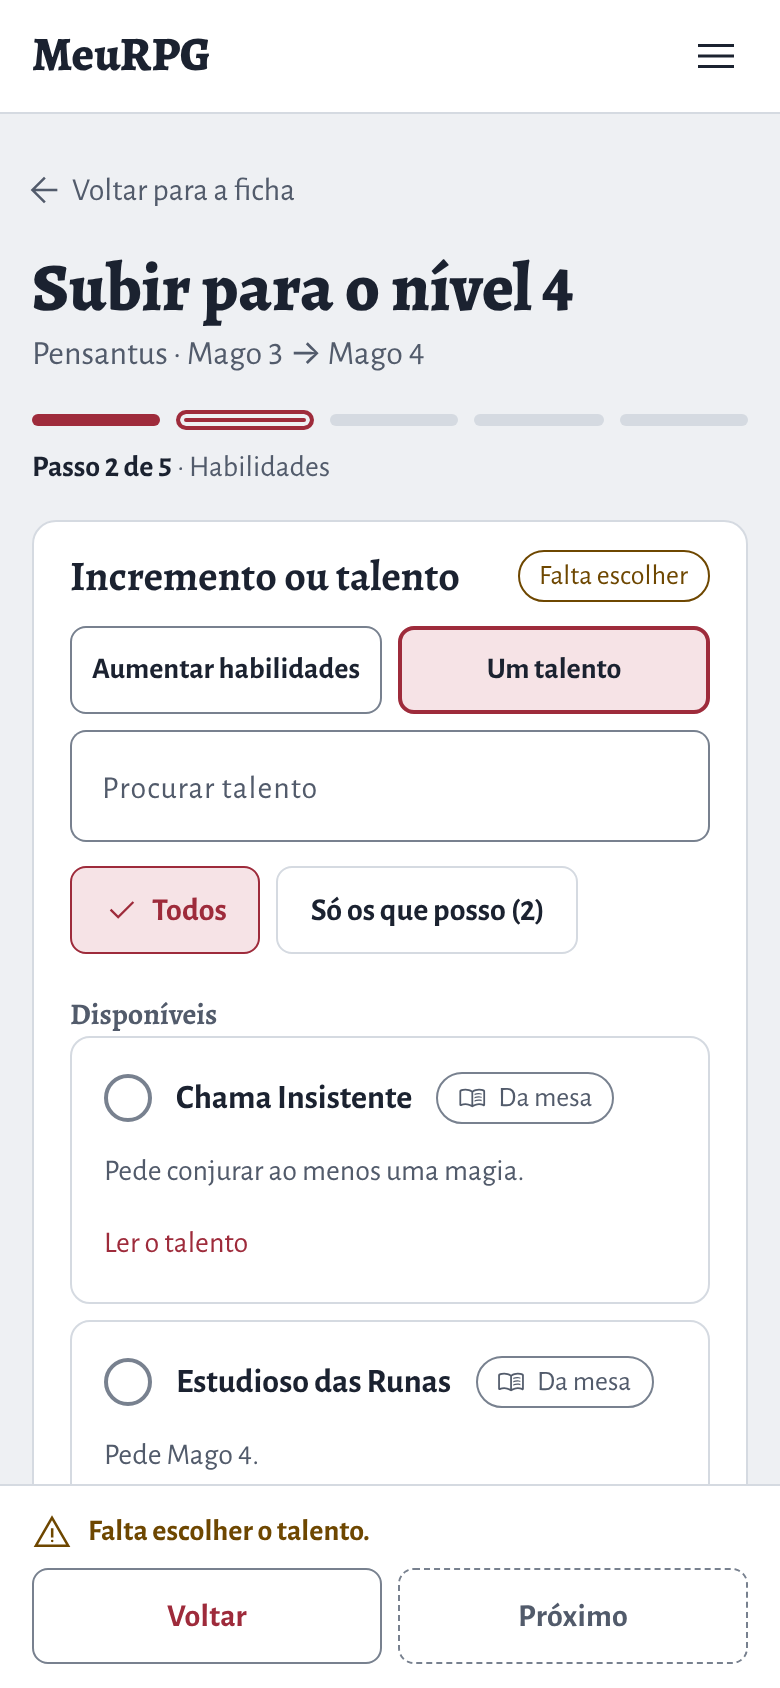 MeuRPG
Voltar para a ficha
Subir para o nível 4
Pensantus · Mago 3 → Mago 4
Passo 2 de 5 · Habilidades
Incremento ou talento
Falta escolher
Aumentar habilidades
Um talento
Procurar talento
Todos
Só os que posso (2)
Disponíveis
Chama Insistente
Da mesa
Pede conjurar ao menos uma magia.
Ler o talento
Estudioso das Runas
Da mesa
Pede Mago 4.
Falta escolher o talento.
Voltar
Próximo